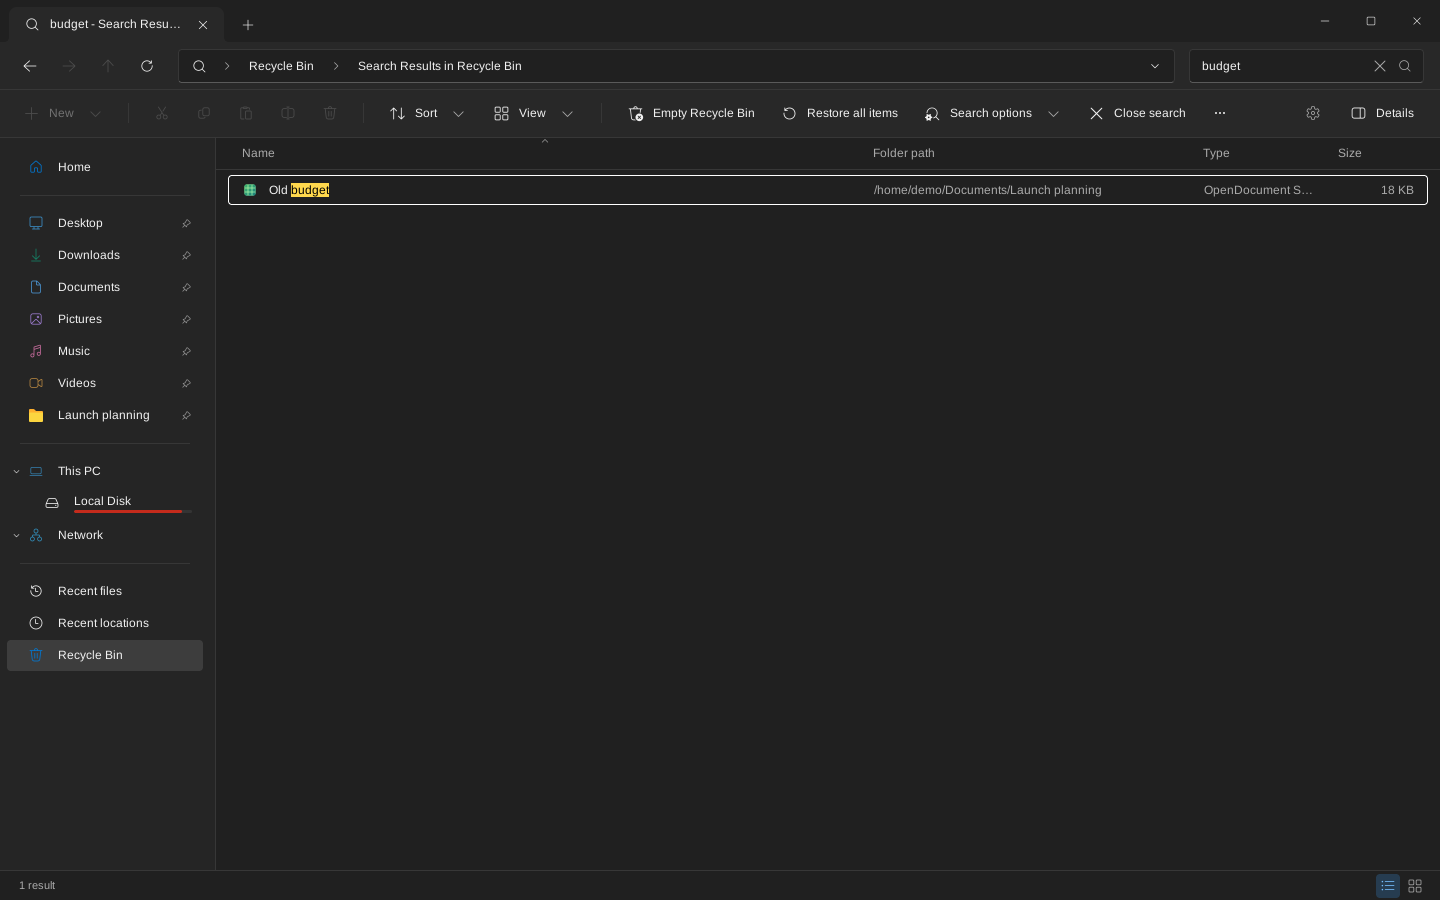 budget - Search Resu…
Recycle Bin
Search Results in Recycle Bin
budget
New
Sort
View
Empty Recycle Bin
Restore all items
Search options
Close search
Details
Name
Folder path
Type
Size
Old budget
/home/demo/Documents/Launch planning
OpenDocument S…
18 KB
Home
Desktop
Downloads
Documents
Pictures
Music
Videos
Launch planning
This PC
Local Disk
Network
Recent files
Recent locations
Recycle Bin
1 result